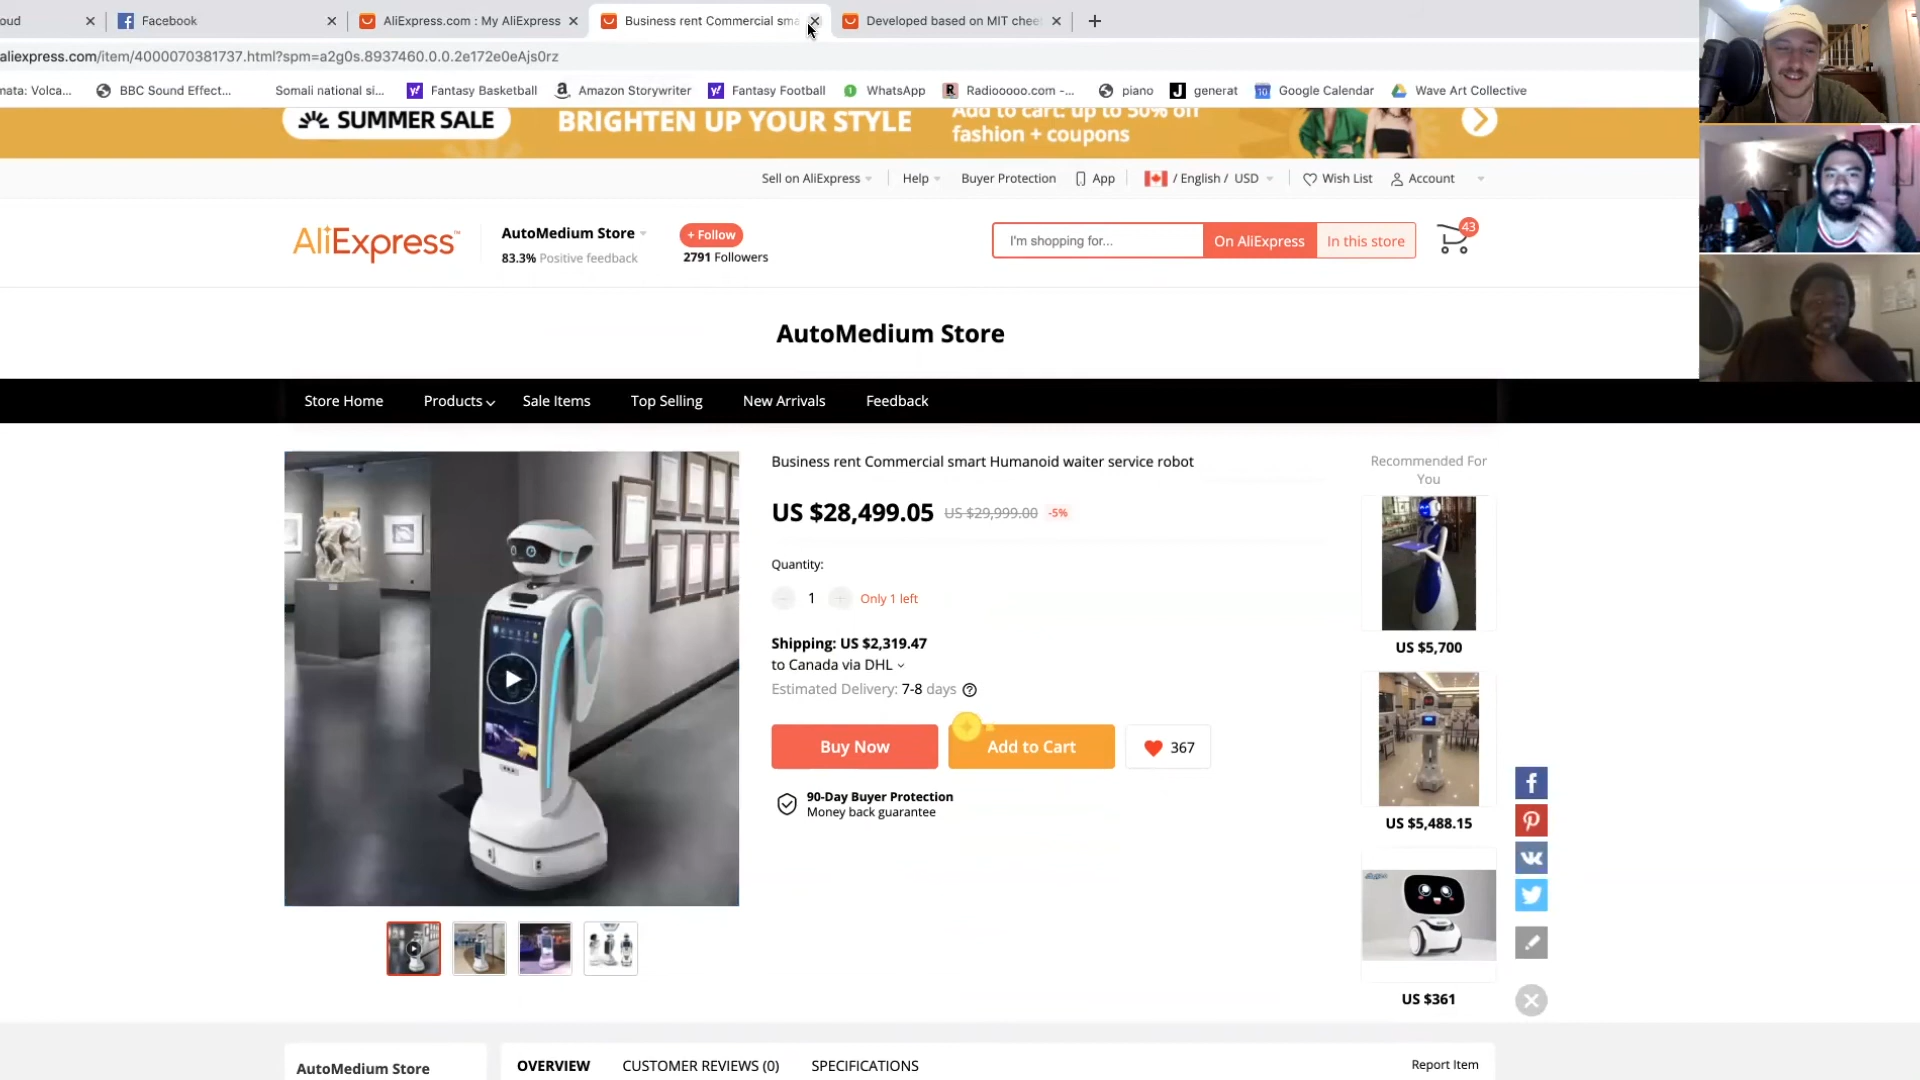 oud
Facebook
AliExpress.com : My AliExpress
Business rent Commercial sma
Developed based on MIT chee
aliexpress.com/item/4000070381737.html?spm=a2g0s.8937460.0.0.2e172e0eAjs0rz
nata: Volca...
BBC Sound Effect...
Somali national si...
Fantasy Basketball
Amazon Storywriter
Fantasy Football
WhatsApp
Radiooooo.com -...
piano
generat
Google Calendar
Wave Art Collective
SUMMER SALE
BRIGHTEN UP YOUR STYLE
Add to cart: up to 50% off
fashion + coupons
Sell on AliExpress
Help
Buyer Protection
App
/ English / USD
Wish List
Account
AliExpress™
AutoMedium Store
83.3% Positive feedback
+ Follow
2791 Followers
I'm shopping for...
On AliExpress
In this store
43
AutoMedium Store
Store Home
Products
Sale Items
Top Selling
New Arrivals
Feedback
Business rent Commercial smart Humanoid waiter service robot
US $28,499.05 US $29,999.00 -5%
Quantity:
1 Only 1 left
Shipping: US $2,319.47
to Canada via DHL
Estimated Delivery: 7-8 days
Buy Now
Add to Cart
367
90-Day Buyer Protection
Money back guarantee
Recommended For
You
US $5,700
US $5,488.15
US $361
AutoMedium Store
OVERVIEW
CUSTOMER REVIEWS (0)
SPECIFICATIONS
Report Item